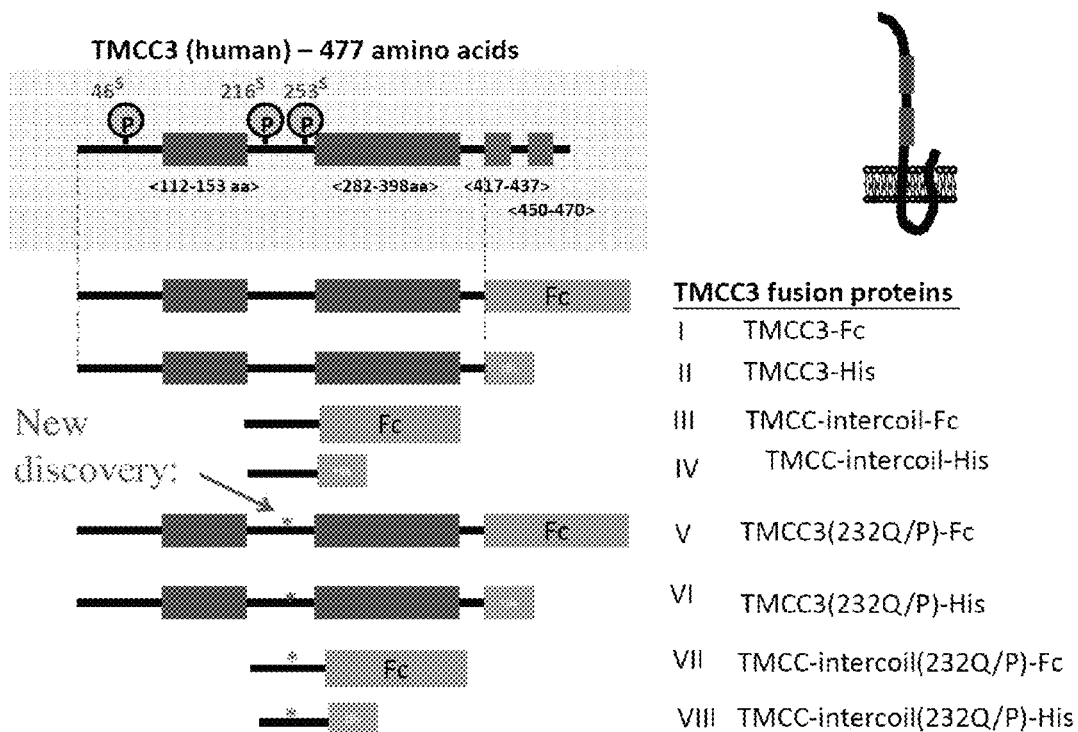 TMCC3 (human) – 477 amino acids
46S 216S 253S
P P P
<112-153 aa> <282-398aa> <417-437>
<450-470>
Fc
Fc
New
discovery:
*
Fc
*
*
Fc
*
TMCC3 fusion proteins
I TMCC3-Fc
II TMCC3-His
III TMCC-intercoil-Fc
IV TMCC-intercoil-His
V TMCC3(232Q/P)-Fc
VI TMCC3(232Q/P)-His
VII TMCC-intercoil(232Q/P)-Fc
VIII TMCC-intercoil(232Q/P)-His